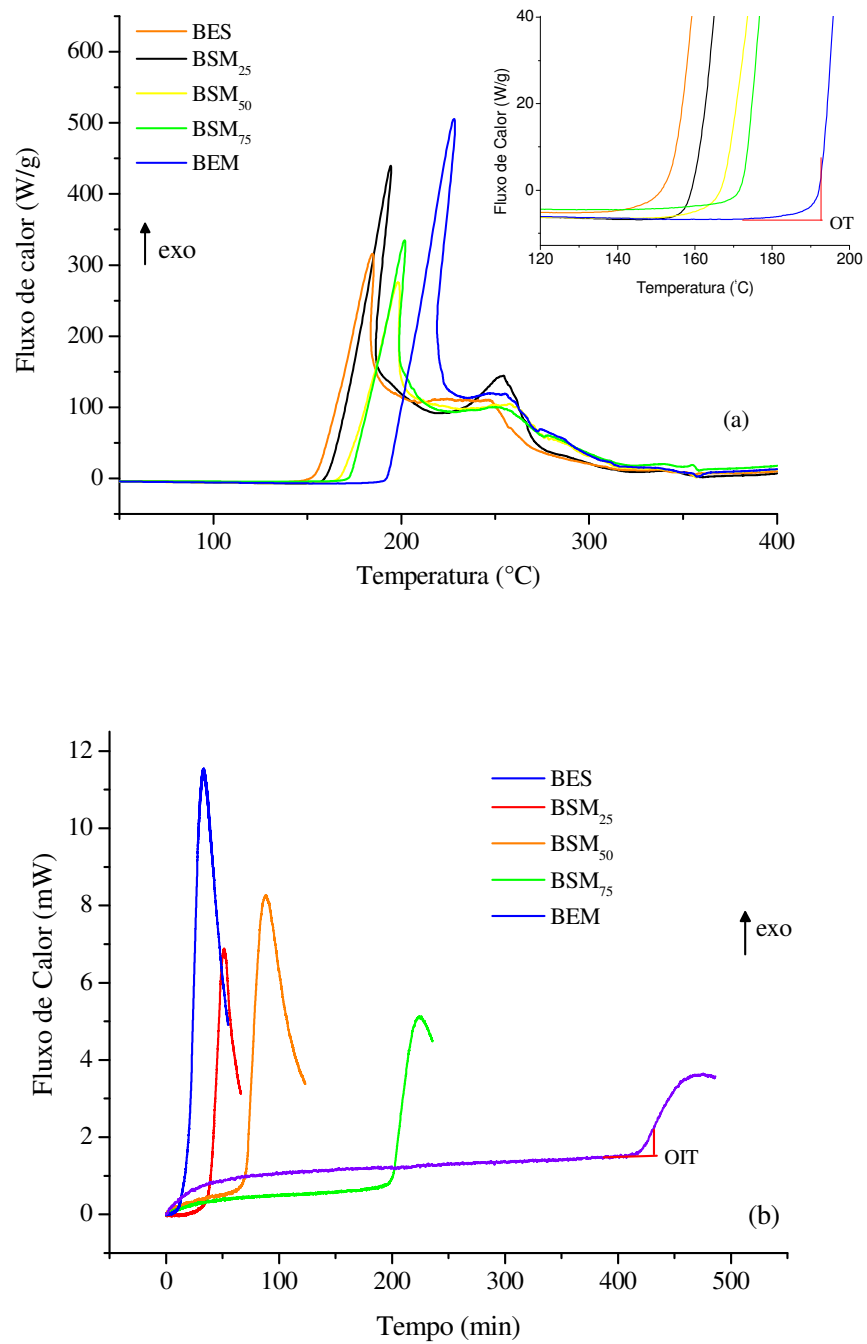 BES
BSM25
BSM50
BSM75
BEM
exo
Fluxo de calor (W/g)
600
500
400
300
200
100
0
100
200
300
400
Temperatura (°C)
(a)
Fluxo de Calor (W/g)
40
20
0
120
140
160
180
200
Temperatura (°C)
OT
BES
BSM25
BSM50
BSM75
BEM
exo
Fluxo de Calor (mW)
12
10
8
6
4
2
0
0
100
200
300
400
500
Tempo (min)
OIT
(b)